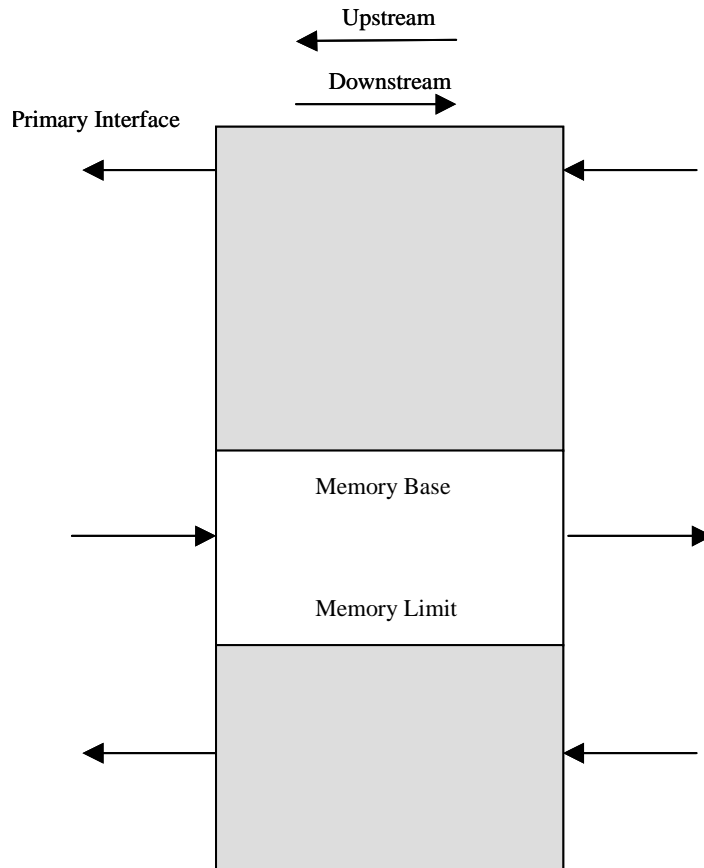 Upstream
Downstream
Primary Interface
Memory Base
Memory Limit